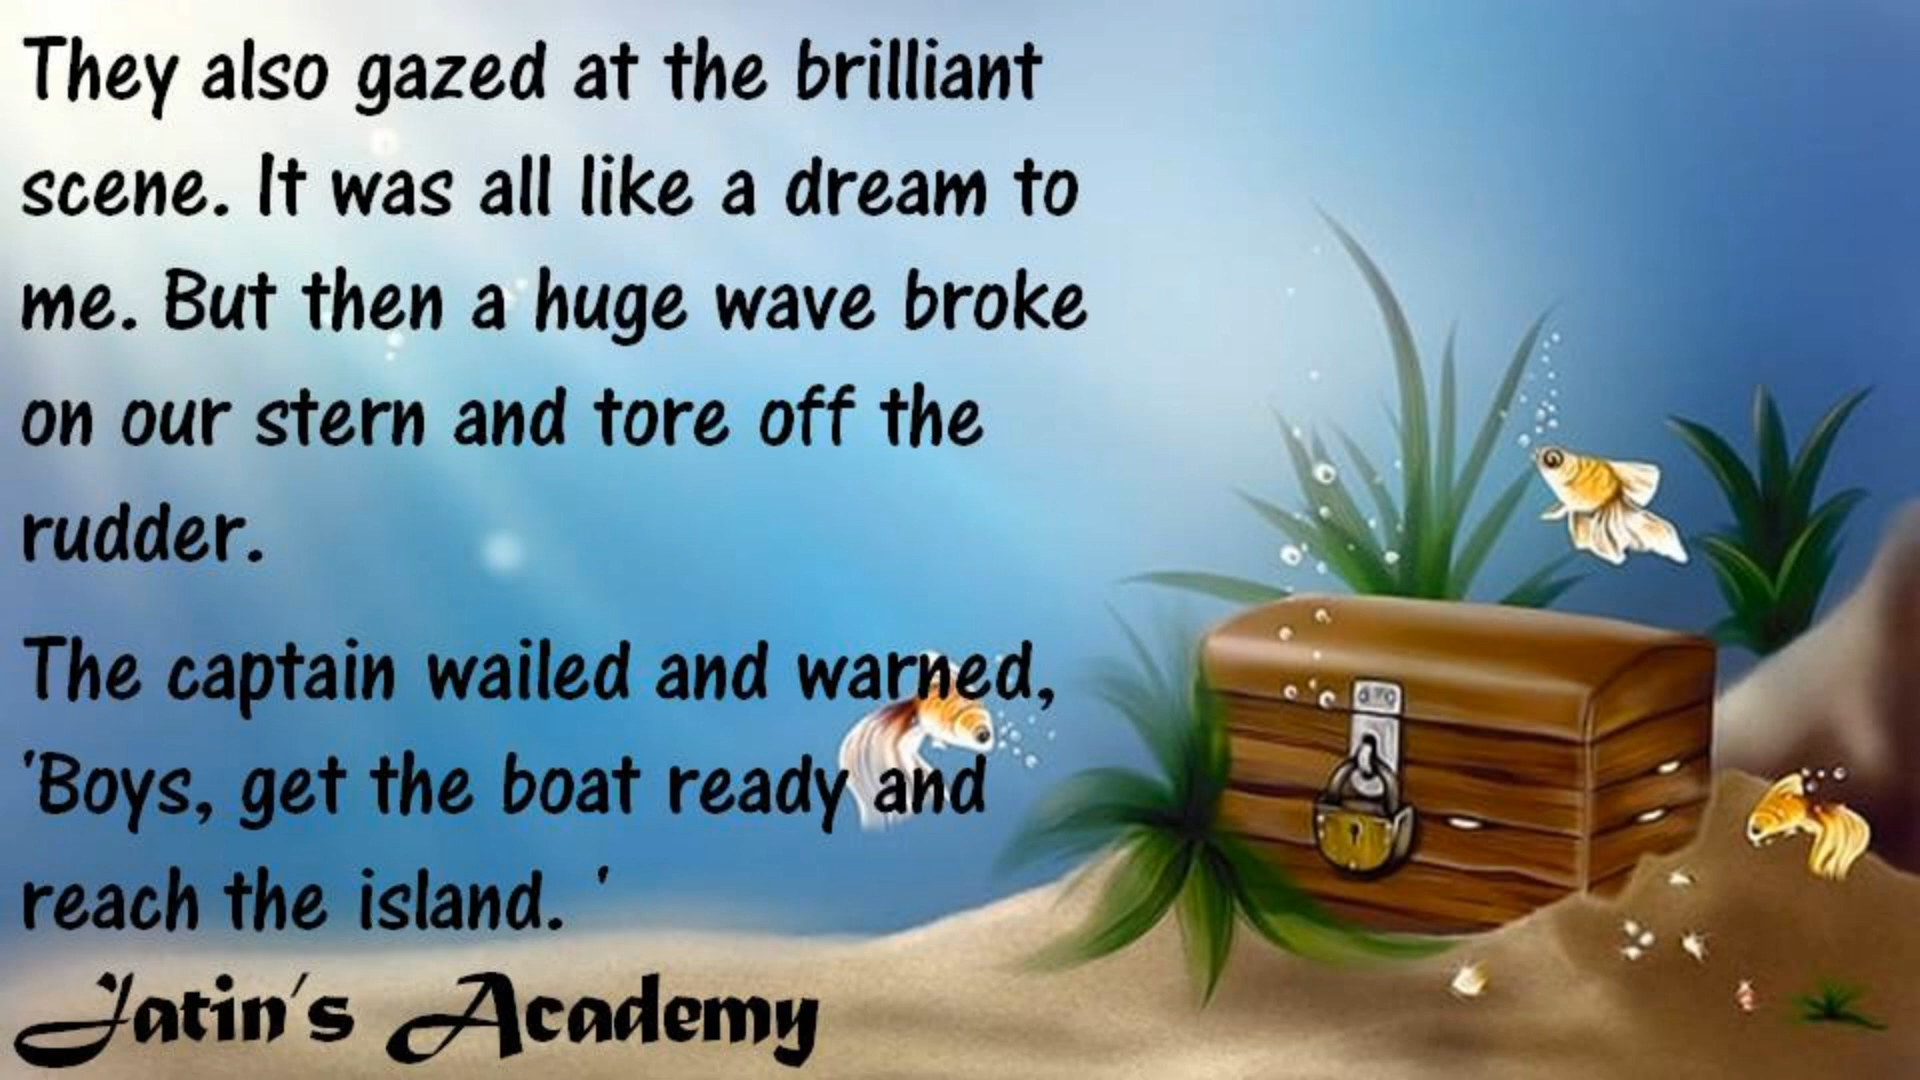 They also gazed at the brilliant
scene. It was all like a dream to
me. But then a huge wave broke
on our stern and tore off the
rudder.
The captain wailed and warned,
'Boys, get the boat ready and
reach the island. '
Jatin's Academy